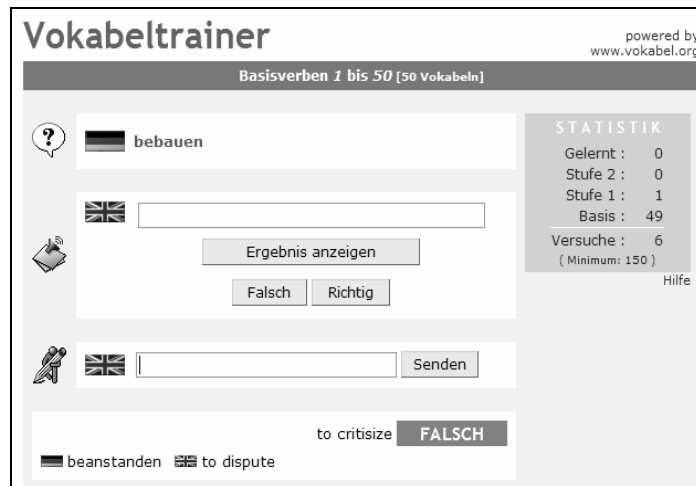 Vokabeltrainer
powered by
www.vokabel.org
Basisverben 1 bis 50 [50 Vokabeln]
bebauen
Ergebnis anzeigen
Falsch Richtig
Senden
to critisize FALSCH
beanstanden to dispute
STATISTIK
Gelernt : 0
Stufe 2 : 0
Stufe 1 : 1
Basis : 49
Versuche : 6
( Minimum: 150 )
Hilfe